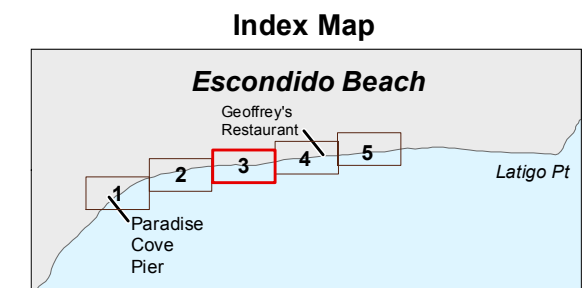 Index Map
Escondido Beach
Geoffrey's
Restaurant
1
2
3
4
5
Latigo Pt
Paradise
Cove
Pier